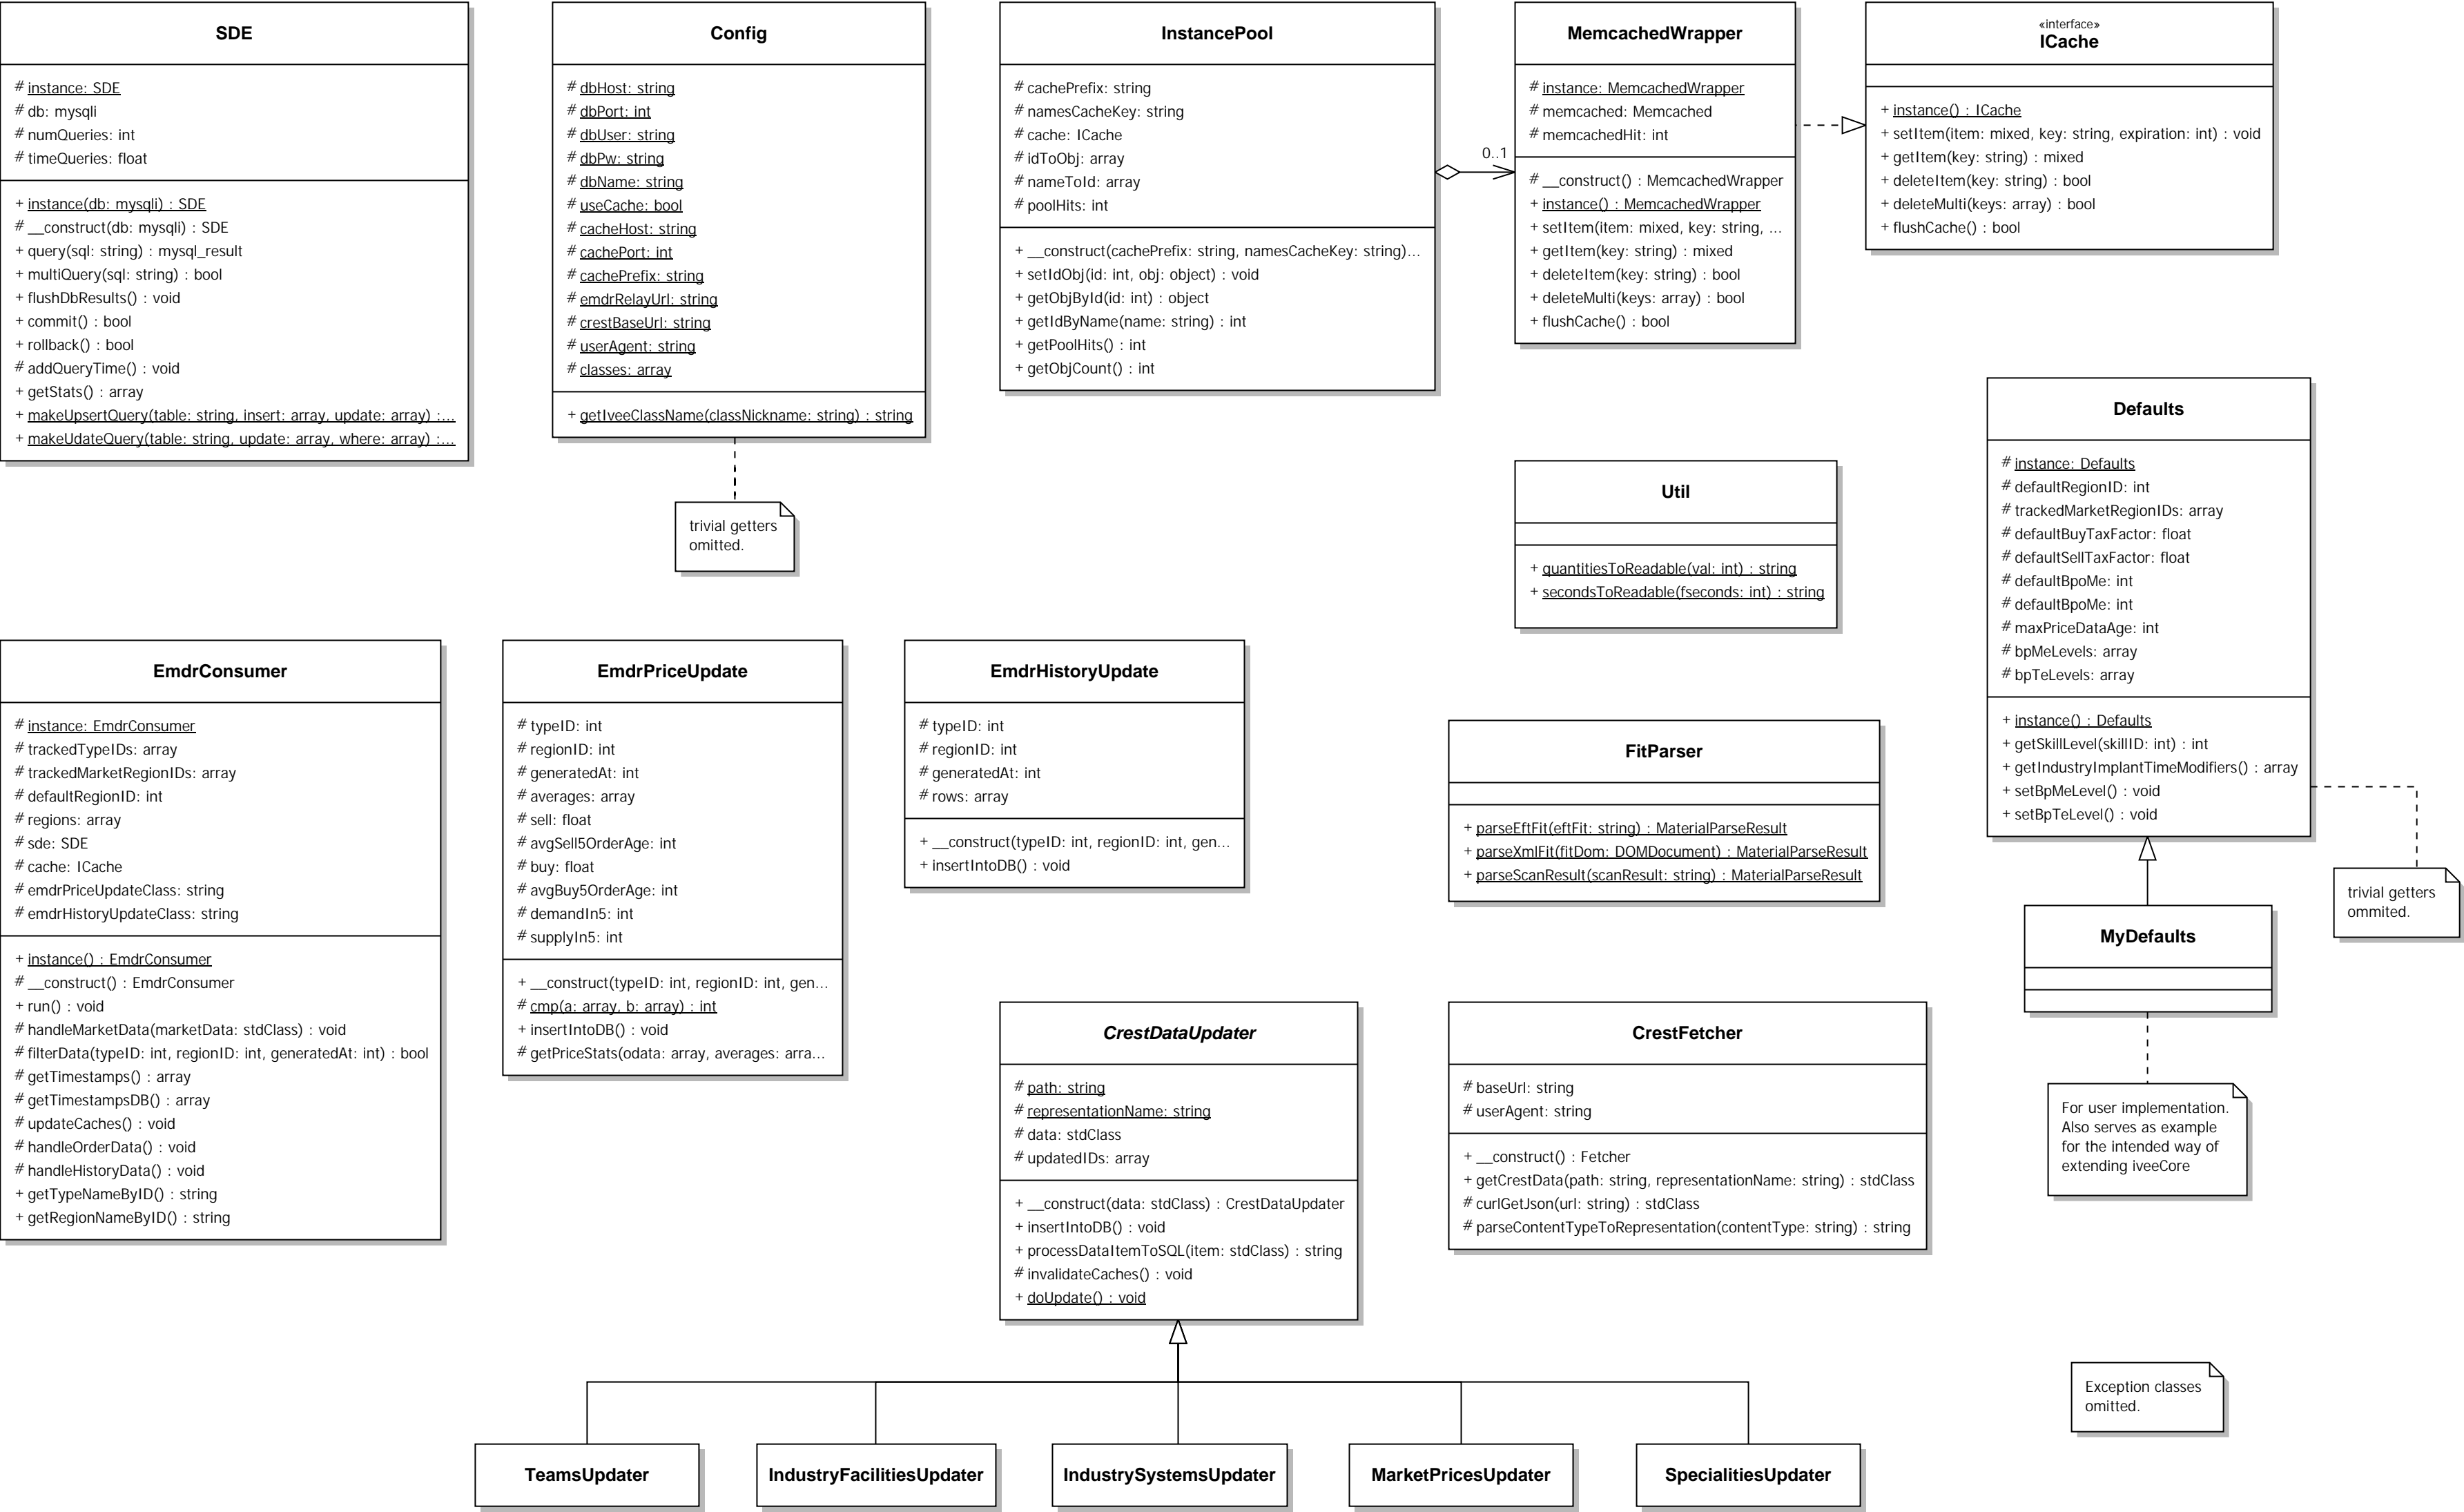 SDE
# instance: SDE
# db: mysqli
# numQueries: int
# timeQueries: float
+ instance(db: mysqli) : SDE
# __construct(db: mysqli) : SDE
+ query(sql: string) : mysql_result
+ multiQuery(sql: string) : bool
+ flushDbResults() : void
+ commit() : bool
+ rollback() : bool
# addQueryTime() : void
+ getStats() : array
+ makeUpsertQuery(table: string, insert: array, update: array) :...
+ makeUdateQuery(table: string, update: array, where: array) :...
Config
# dbHost: string
# dbPort: int
# dbUser: string
# dbPw: string
# dbName: string
# useCache: bool
# cacheHost: string
# cachePort: int
# cachePrefix: string
# emdrRelayUrl: string
# crestBaseUrl: string
# userAgent: string
# classes: array
+ getIveeClassName(classNickname: string) : string
trivial getters
omitted.
InstancePool
# cachePrefix: string
# namesCacheKey: string
# cache: ICache
# idToObj: array
# nameToId: array
# poolHits: int
+ __construct(cachePrefix: string, namesCacheKey: string)...
+ setIdObj(id: int, obj: object) : void
+ getObjById(id: int) : object
+ getIdByName(name: string) : int
+ getPoolHits() : int
+ getObjCount() : int
0..1
MemcachedWrapper
# instance: MemcachedWrapper
# memcached: Memcached
# memcachedHit: int
# __construct() : MemcachedWrapper
+ instance() : MemcachedWrapper
+ setItem(item: mixed, key: string, ...
+ getItem(key: string) : mixed
+ deleteItem(key: string) : bool
+ deleteMulti(keys: array) : bool
+ flushCache() : bool
«interface»
ICache
+ instance() : ICache
+ setItem(item: mixed, key: string, expiration: int) : void
+ getItem(key: string) : mixed
+ deleteItem(key: string) : bool
+ deleteMulti(keys: array) : bool
+ flushCache() : bool
Util
+ quantitiesToReadable(val: int) : string
+ secondsToReadable(fseconds: int) : string
Defaults
# instance: Defaults
# defaultRegionID: int
# trackedMarketRegionIDs: array
# defaultBuyTaxFactor: float
# defaultSellTaxFactor: float
# defaultBpoMe: int
# defaultBpoMe: int
# maxPriceDataAge: int
# bpMeLevels: array
# bpTeLevels: array
+ instance() : Defaults
+ getSkillLevel(skillID: int) : int
+ getIndustryImplantTimeModifiers() : array
+ setBpMeLevel() : void
+ setBpTeLevel() : void
trivial getters
ommited.
MyDefaults
For user implementation.
Also serves as example
for the intended way of
extending iveeCore
EmdrConsumer
# instance: EmdrConsumer
# trackedTypeIDs: array
# trackedMarketRegionIDs: array
# defaultRegionID: int
# regions: array
# sde: SDE
# cache: ICache
# emdrPriceUpdateClass: string
# emdrHistoryUpdateClass: string
+ instance() : EmdrConsumer
# __construct() : EmdrConsumer
+ run() : void
# handleMarketData(marketData: stdClass) : void
# filterData(typeID: int, regionID: int, generatedAt: int) : bool
# getTimestamps() : array
# getTimestampsDB() : array
# updateCaches() : void
# handleOrderData() : void
# handleHistoryData() : void
+ getTypeNameByID() : string
+ getRegionNameByID() : string
EmdrPriceUpdate
# typeID: int
# regionID: int
# generatedAt: int
# averages: array
# sell: float
# avgSell5OrderAge: int
# buy: float
# avgBuy5OrderAge: int
# demandIn5: int
# supplyIn5: int
+ __construct(typeID: int, regionID: int, gen...
# cmp(a: array, b: array) : int
+ insertIntoDB() : void
# getPriceStats(odata: array, averages: arra...
EmdrHistoryUpdate
# typeID: int
# regionID: int
# generatedAt: int
# rows: array
+ __construct(typeID: int, regionID: int, gen...
+ insertIntoDB() : void
FitParser
+ parseEftFit(eftFit: string) : MaterialParseResult
+ parseXmlFit(fitDom: DOMDocument) : MaterialParseResult
+ parseScanResult(scanResult: string) : MaterialParseResult
CrestDataUpdater
# path: string
# representationName: string
# data: stdClass
# updatedIDs: array
+ __construct(data: stdClass) : CrestDataUpdater
+ insertIntoDB() : void
+ processDataItemToSQL(item: stdClass) : string
# invalidateCaches() : void
+ doUpdate() : void
CrestFetcher
# baseUrl: string
# userAgent: string
+ __construct() : Fetcher
+ getCrestData(path: string, representationName: string) : stdClass
# curlGetJson(url: string) : stdClass
# parseContentTypeToRepresentation(contentType: string) : string
Exception classes
omitted.
TeamsUpdater
IndustryFacilitiesUpdater
IndustrySystemsUpdater
MarketPricesUpdater
SpecialitiesUpdater